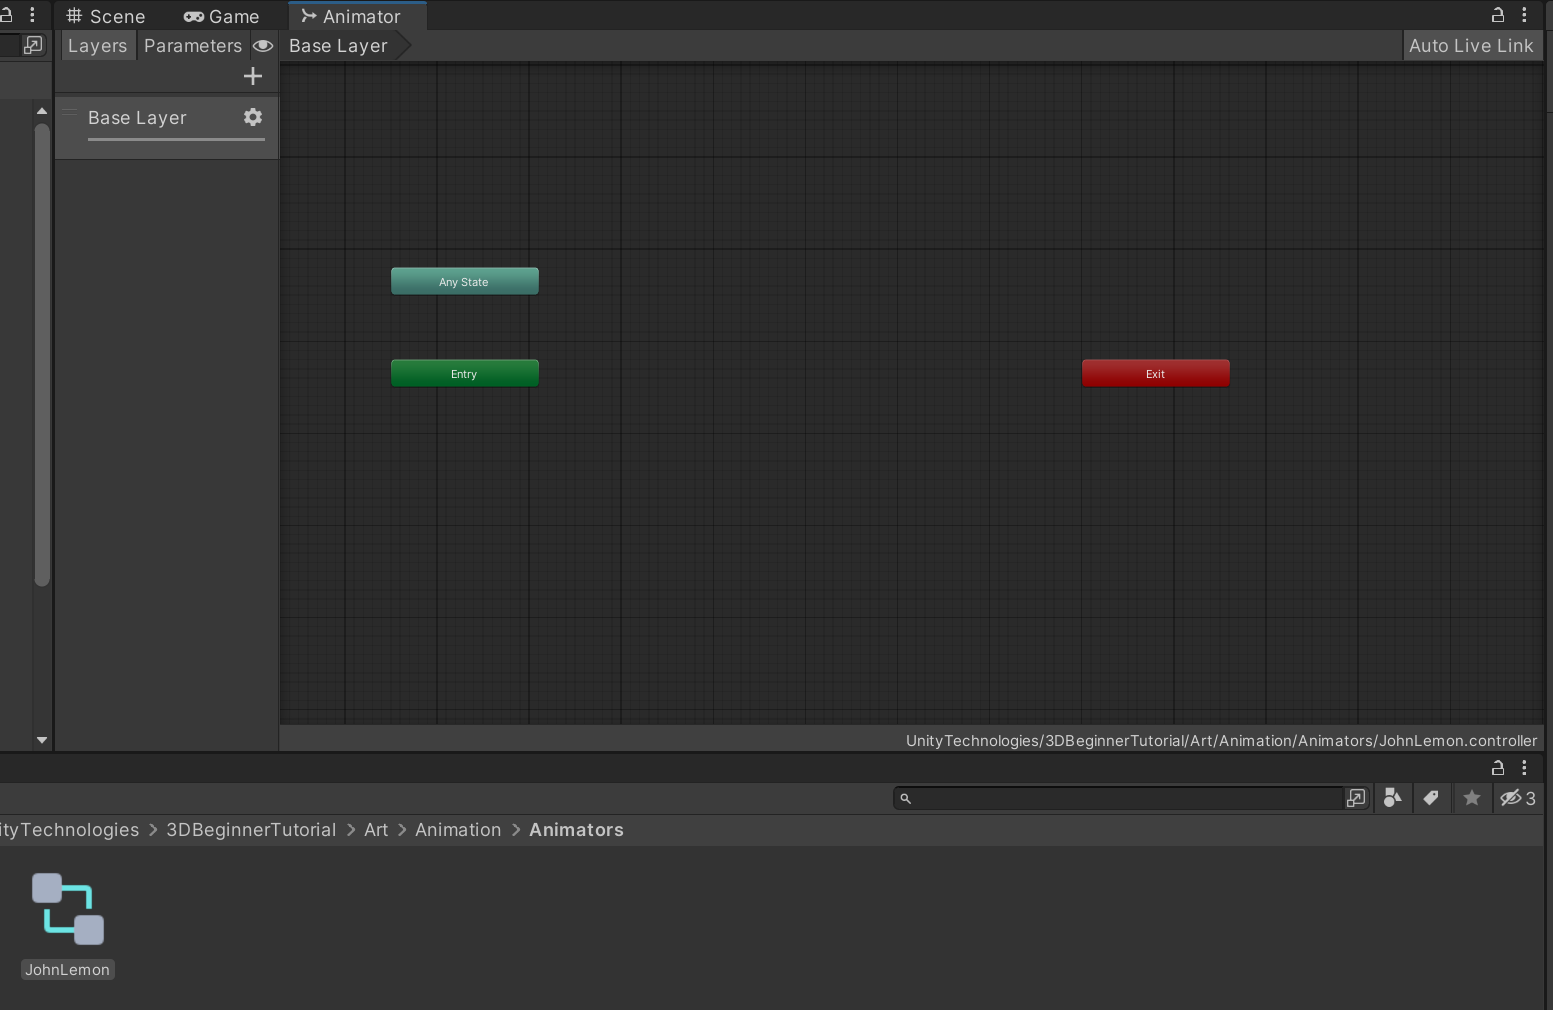 Scene Game Animator
Layers Parameters Base Layer Auto Live Link
Base Layer
Any State
Entry Exit
UnityTechnologies/3DBeginnerTutorial/Art/Animation/Animators/JohnLemon.controller
3
ityTechnologies > 3DBeginnerTutorial > Art > Animation > Animators
JohnLemon